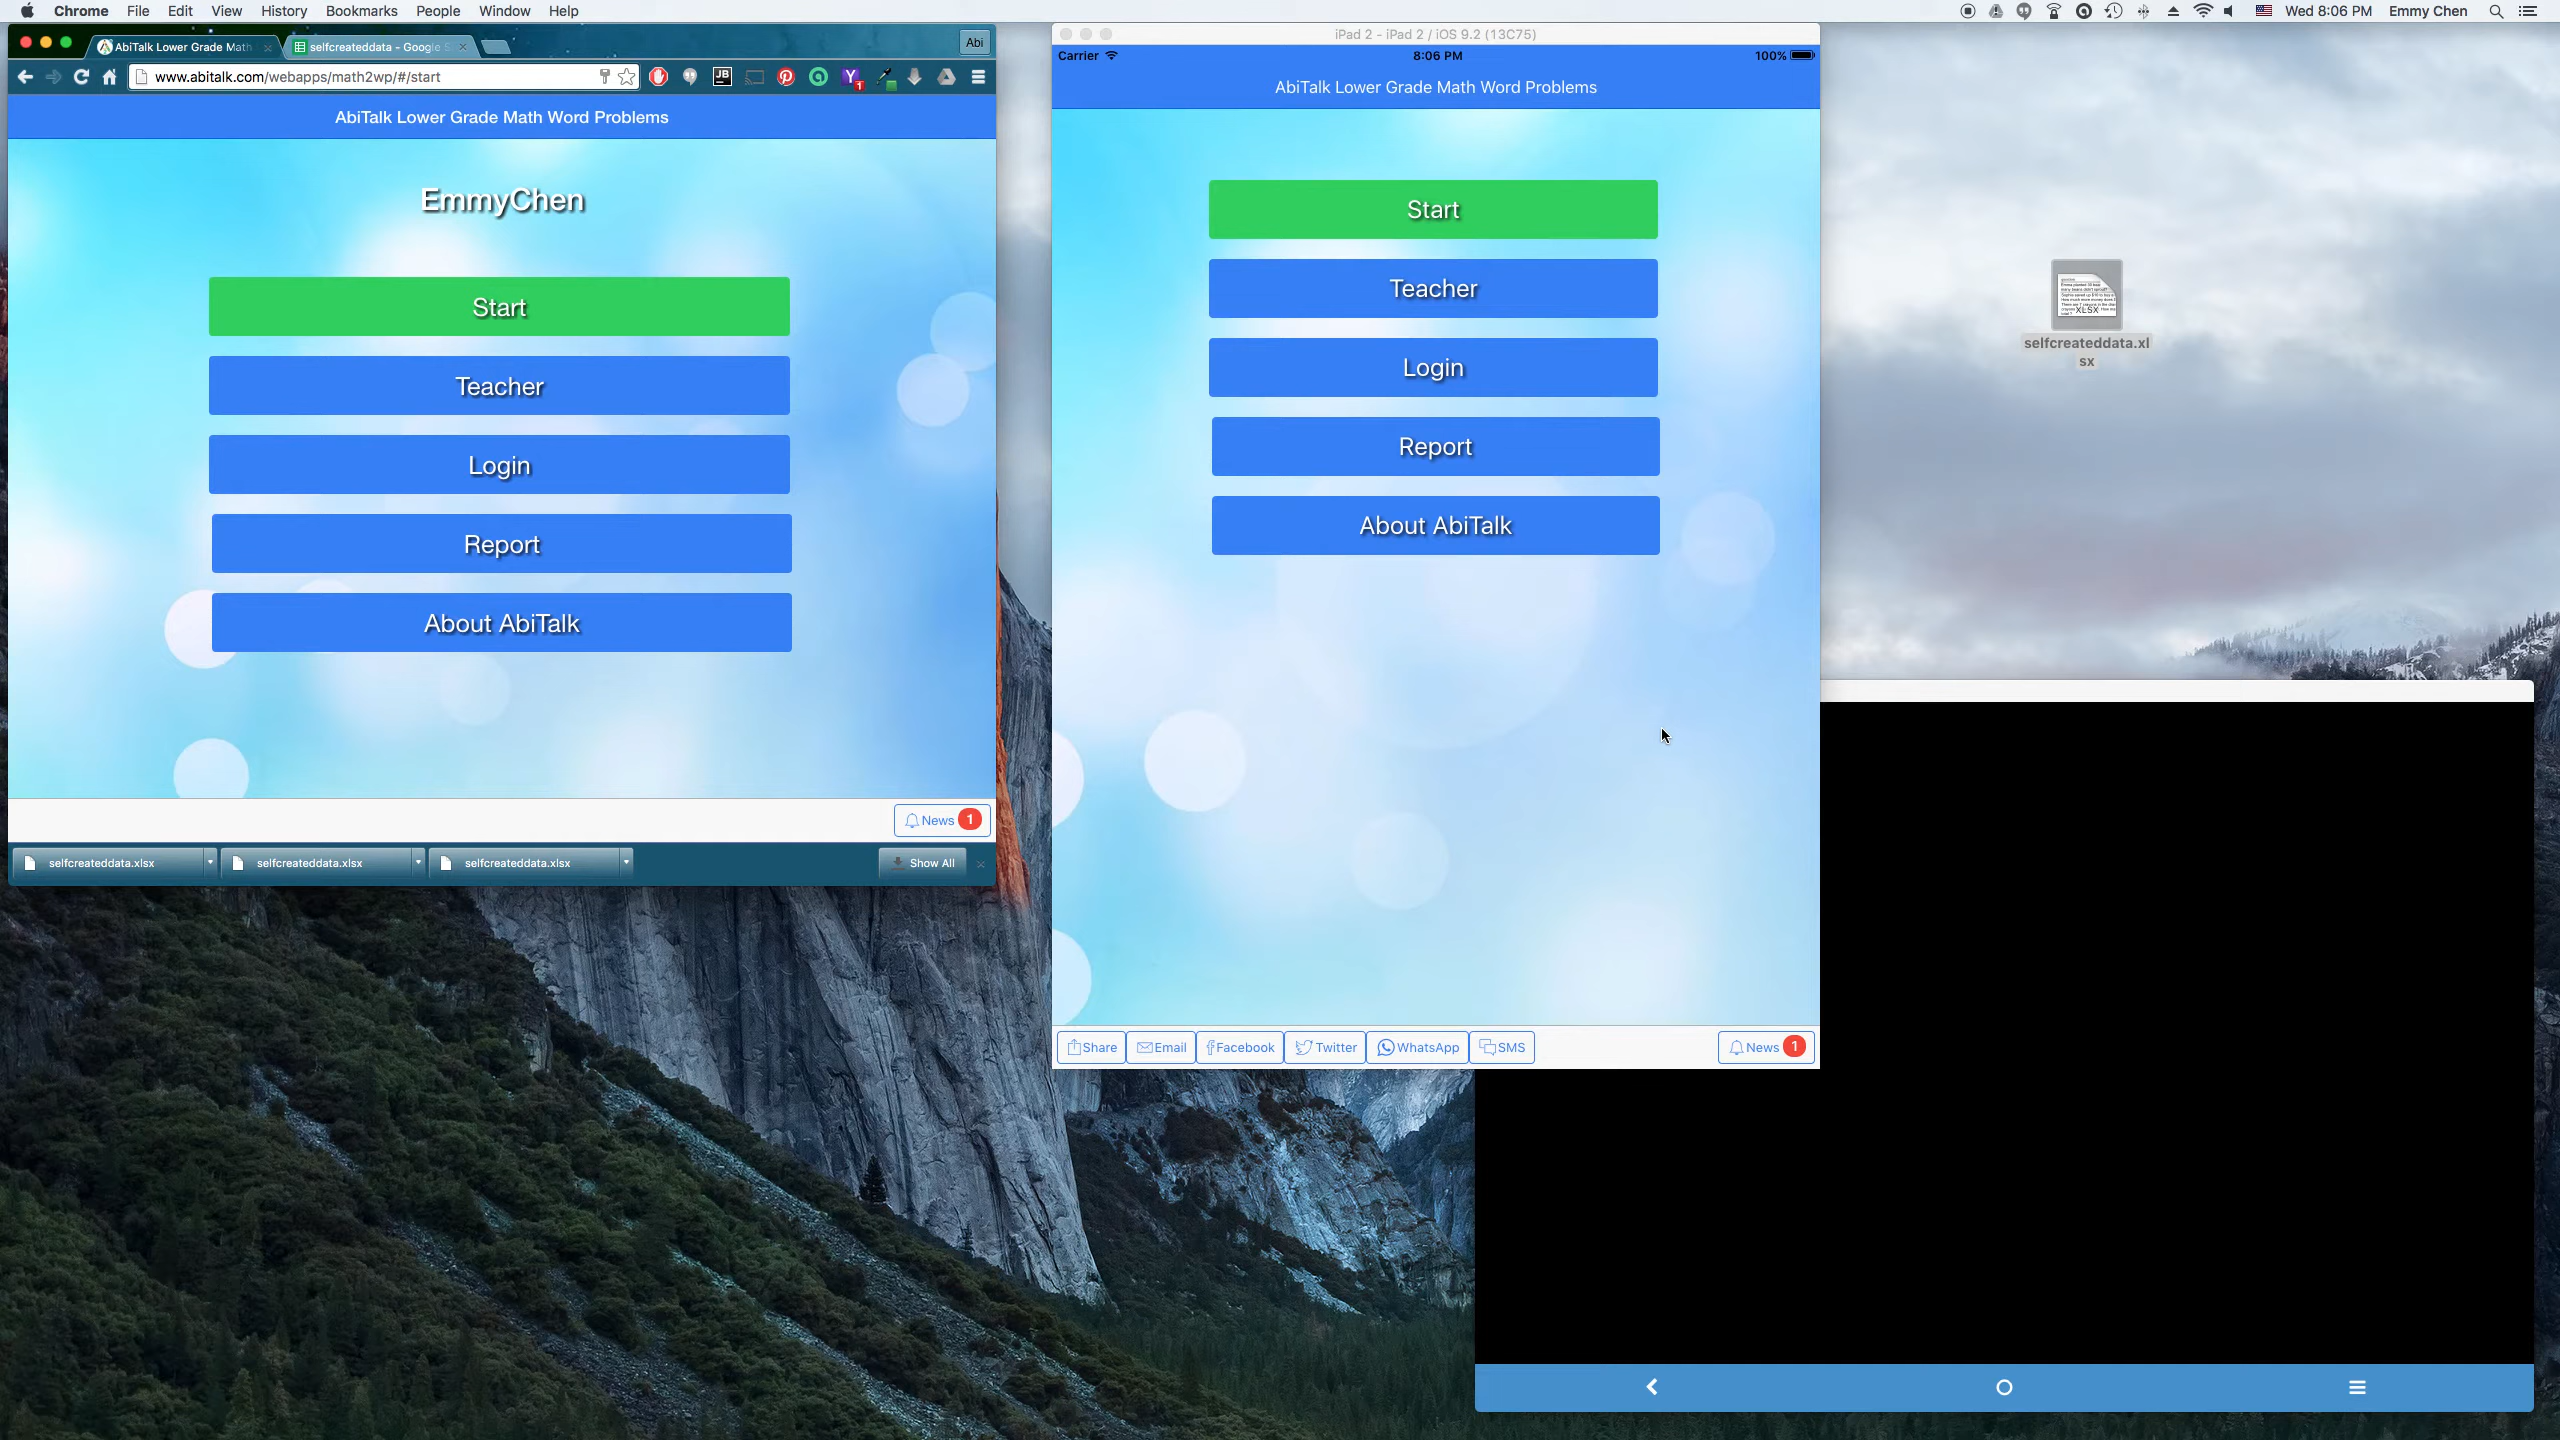 Chrome File Edit View History Bookmarks People Window Help
Wed 8:06 PM Emmy Chen
AbiTalk Lower Grade Math
selfcreateddata - Google S
Abi
www.abitalk.com/webapps/math2wp/#/start
JB
1
AbiTalk Lower Grade Math Word Problems
EmmyChen
Start
Teacher
Login
Report
About AbiTalk
News 1
selfcreateddata.xlsx
selfcreateddata.xlsx
selfcreateddata.xlsx
Show All
iPad 2 - iPad 2 / iOS 9.2 (13C75)
Carrier 8:06 PM 100%
AbiTalk Lower Grade Math Word Problems
Start
Teacher
Login
Report
About AbiTalk
Share Email Facebook Twitter WhatsApp SMS News 1
XLSX
selfcreateddata.xl
sx